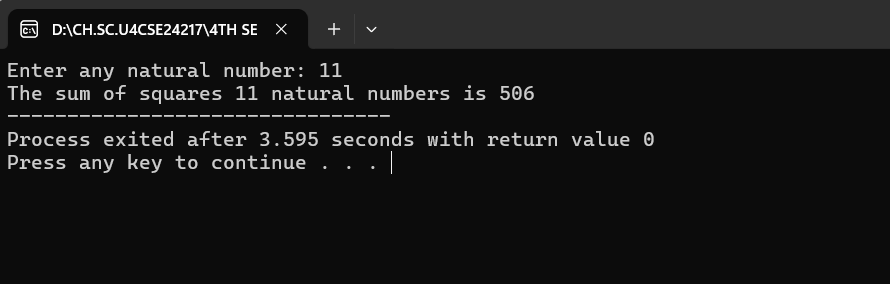 D:\CH.SC.U4CSE24217\4TH SE
Enter any natural number: 11
The sum of squares 11 natural numbers is 506
--------------------------------
Process exited after 3.595 seconds with return value 0
Press any key to continue . . .